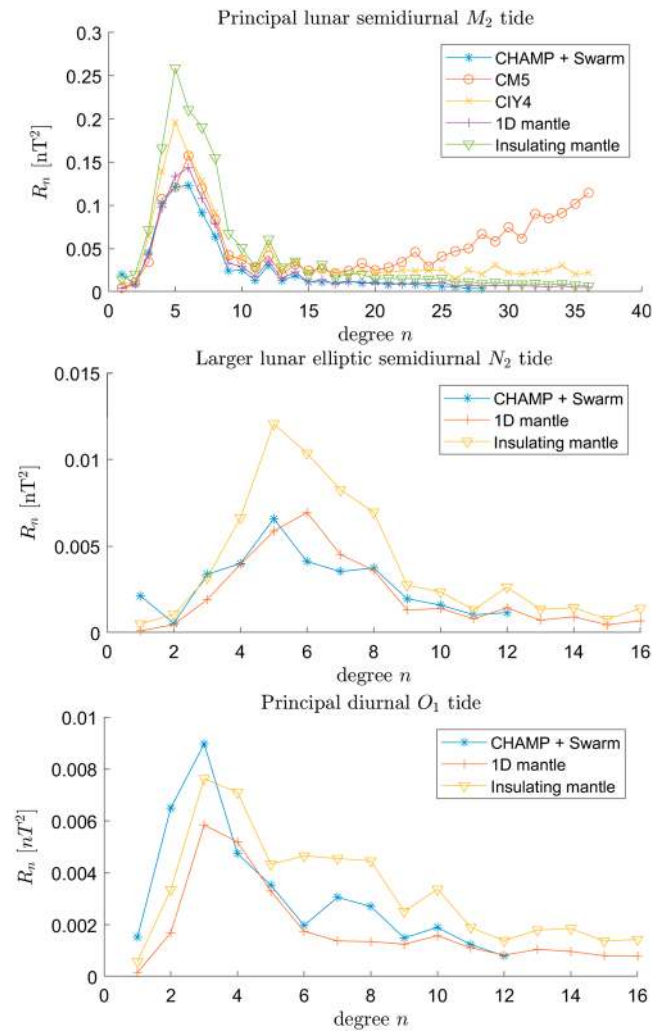 Principal lunar semidiurnal M₂ tide
CHAMP + Swarm
CM5
CIY4
1D mantle
Insulating mantle
Rₙ [nT²]
0.3
0.25
0.2
0.15
0.1
0.05
0
0 5 10 15 20 25 30 35 40
degree n
Larger lunar elliptic semidiurnal N₂ tide
CHAMP + Swarm
1D mantle
Insulating mantle
Rₙ [nT²]
0.015
0.01
0.005
0
0 2 4 6 8 10 12 14 16
degree n
Principal diurnal O₁ tide
CHAMP + Swarm
1D mantle
Insulating mantle
Rₙ [nT²]
0.01
0.008
0.006
0.004
0.002
0
0 2 4 6 8 10 12 14 16
degree n